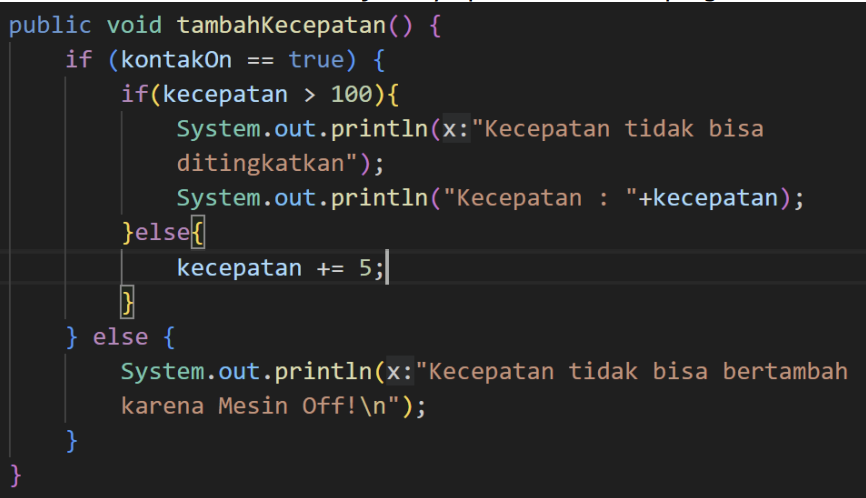 public void tambahKecepatan() {
    if (kontakOn == true) {
        if(kecepatan > 100){
            System.out.println(x:"Kecepatan tidak bisa
            ditingkatkan");
            System.out.println("Kecepatan : "+kecepatan);
        }else{
            kecepatan += 5;
        }
    } else {
        System.out.println(x:"Kecepatan tidak bisa bertambah
        karena Mesin Off!\n");
    }
}